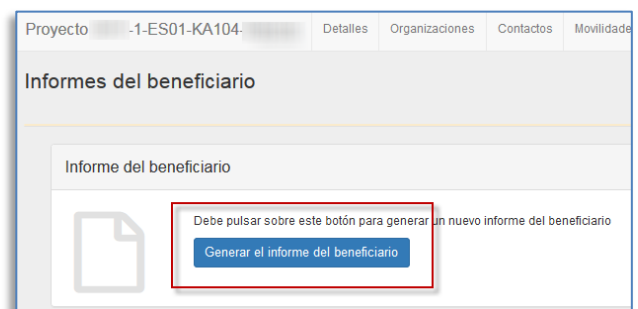 Proyecto -1-ES01-KA104- Detalles Organizaciones Contactos Movilidade
Informes del beneficiario
Informe del beneficiario
Debe pulsar sobre este botón para generar un nuevo informe del beneficiario
Generar el informe del beneficiario